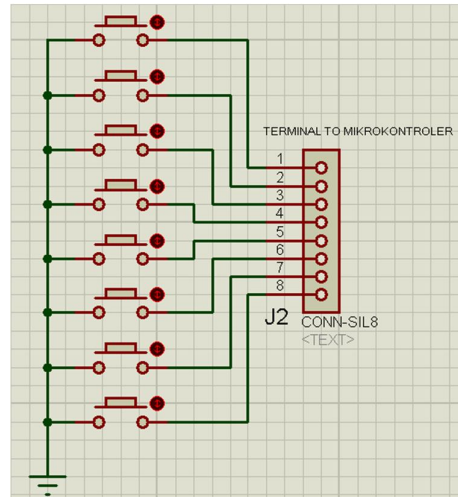 TERMINAL TO MIKROKONTROLER
1
2
3
4
5
6
7
8
J2
CONN-SIL8
<TEXT>